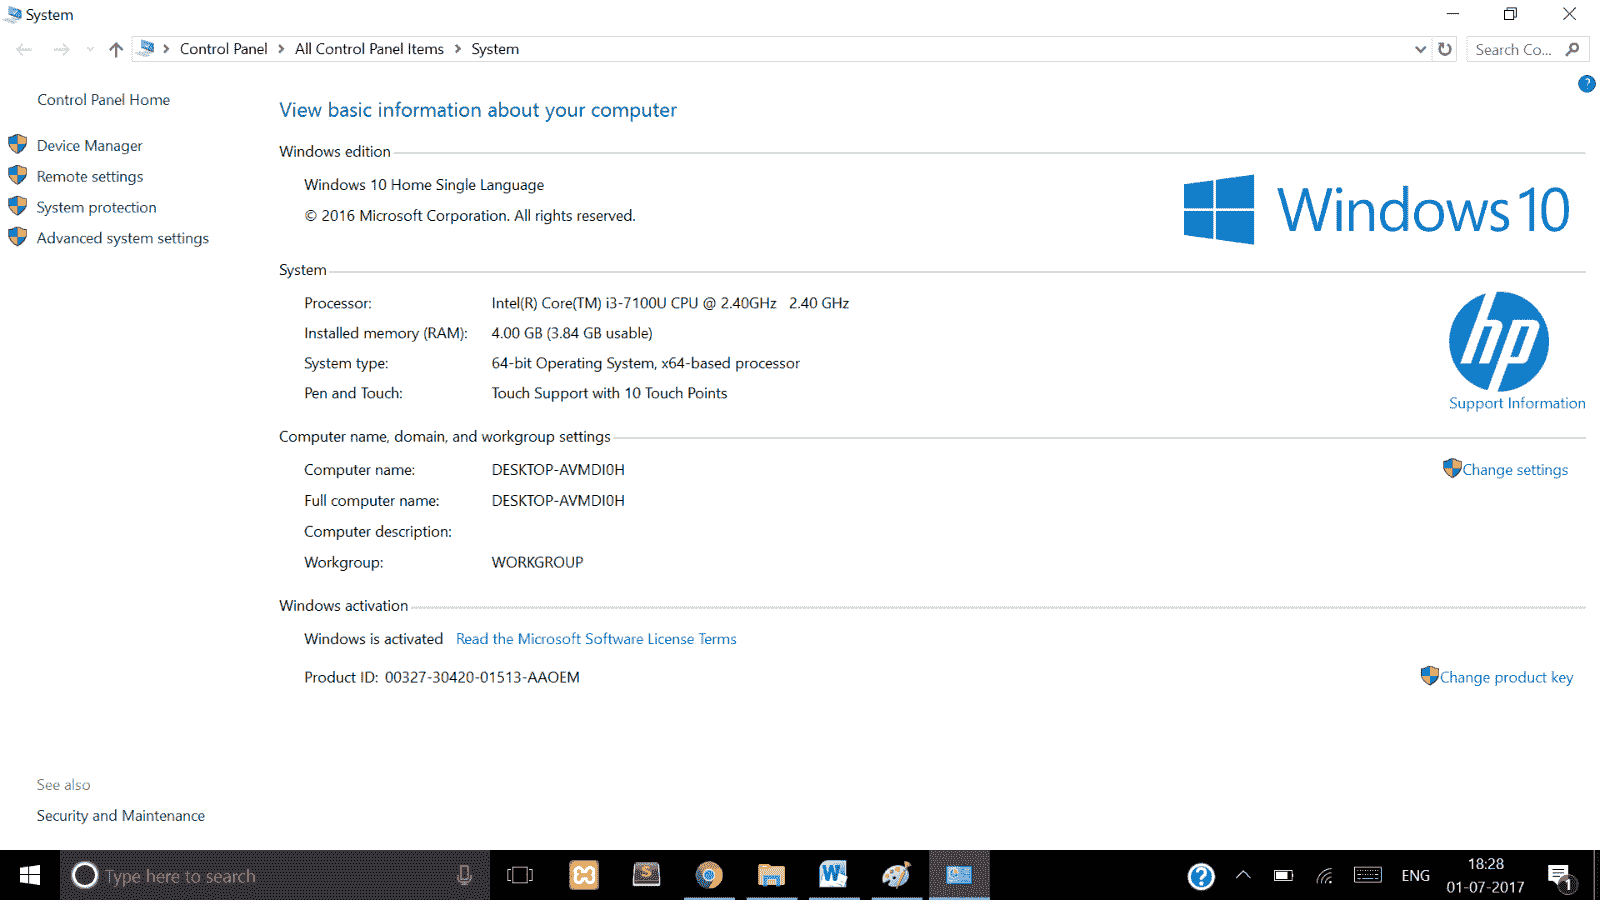 System
Control Panel > All Control Panel Items > System
Search Co...
?
Control Panel Home
Device Manager
Remote settings
System protection
Advanced system settings
View basic information about your computer
Windows edition
Windows 10 Home Single Language
© 2016 Microsoft Corporation. All rights reserved.
Windows 10
System
Processor: Intel(R) Core(TM) i3-7100U CPU @ 2.40GHz 2.40 GHz
Installed memory (RAM): 4.00 GB (3.84 GB usable)
System type: 64-bit Operating System, x64-based processor
Pen and Touch: Touch Support with 10 Touch Points
hp
Support Information
Computer name, domain, and workgroup settings
Computer name: DESKTOP-AVMDI0H
Change settings
Full computer name: DESKTOP-AVMDI0H
Computer description:
Workgroup: WORKGROUP
Windows activation
Windows is activated Read the Microsoft Software License Terms
Product ID: 00327-30420-01513-AAOEM
Change product key
See also
Security and Maintenance
Type here to search
S
W
?
ENG
18:28
01-07-2017
1